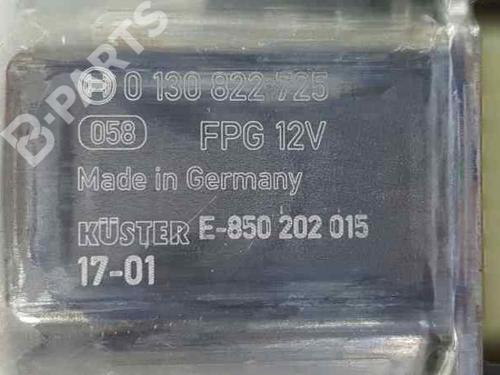 B-PARTS
0 130 822 725
058 FPG 12V
Made in Germany
KÜSTER E-850 202 015
17-01